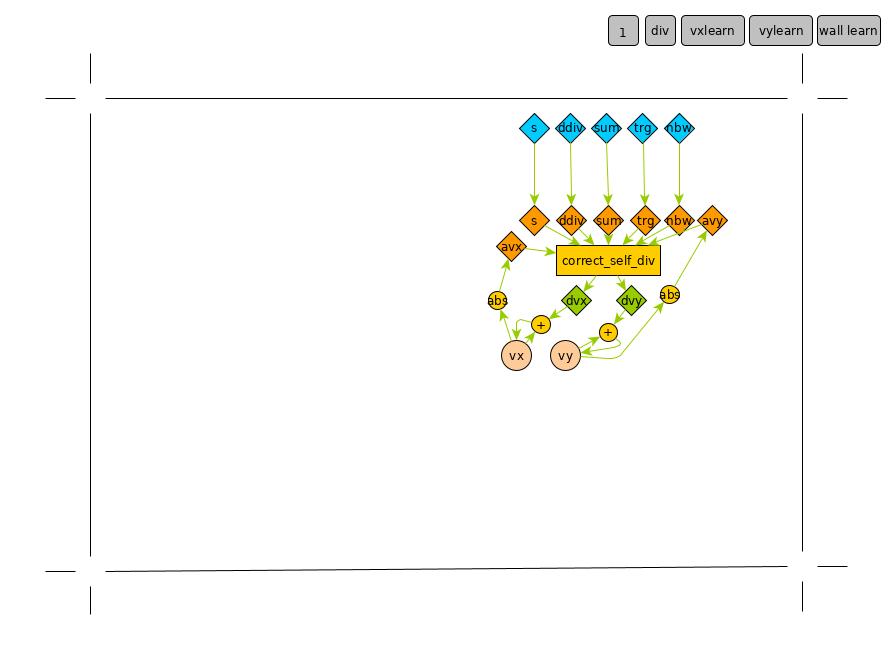 1 div vxlearn vylearn wall learn
s ddiv sum trg nbw
s ddiv sum trg nbw avy
avx
correct_self_div
abs dvx dvy abs
+ +
vx vy